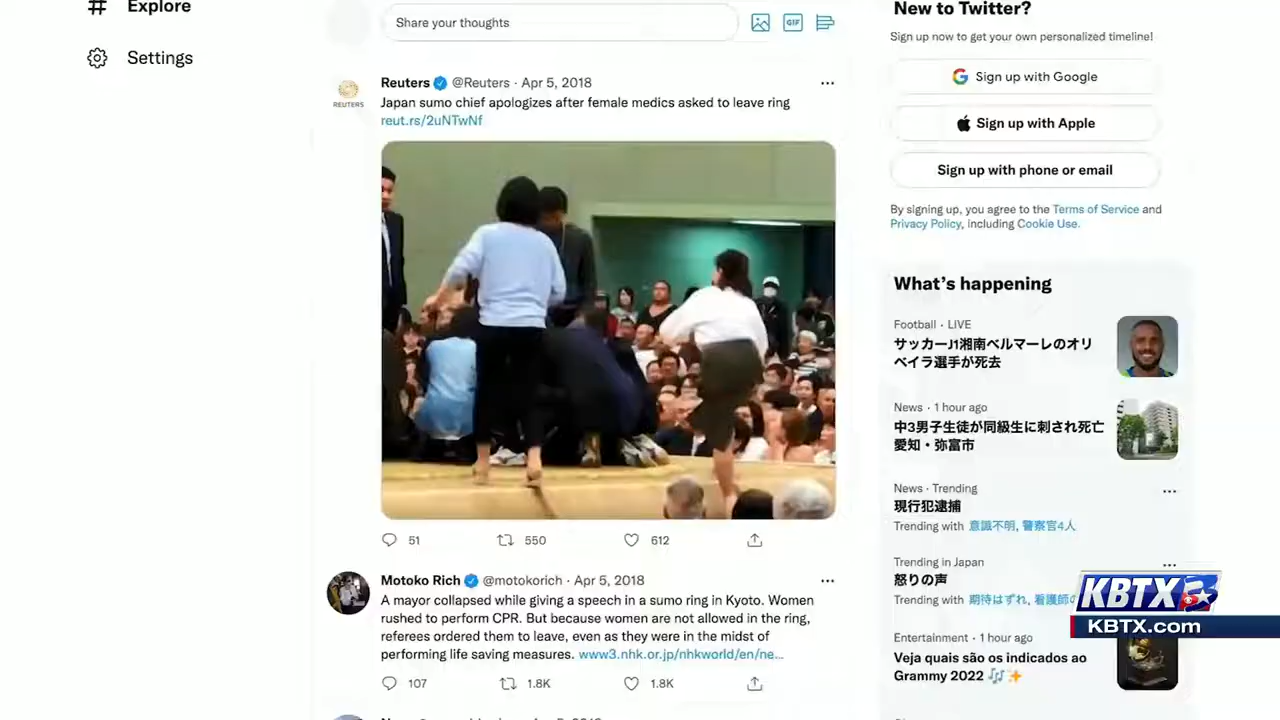 Explore
Settings
Share your thoughts
GIF
Reuters @Reuters · Apr 5, 2018
Japan sumo chief apologizes after female medics asked to leave ring
reut.rs/2uNTwNf
REUTERS
51
550
612
Motoko Rich @motokorich · Apr 5, 2018
A mayor collapsed while giving a speech in a sumo ring in Kyoto. Women
rushed to perform CPR. But because women are not allowed in the ring,
referees ordered them to leave, even as they were in the midst of
performing life saving measures. www3.nhk.or.jp/nhkworld/en/ne...
107
1.8K
1.8K
New to Twitter?
Sign up now to get your own personalized timeline!
Sign up with Google
Sign up with Apple
Sign up with phone or email
By signing up, you agree to the Terms of Service and
Privacy Policy, including Cookie Use.
What's happening
Football · LIVE
サッカーJ1湘南ベルマーレのオリ
ベイラ選手が死去
News · 1 hour ago
中3男子生徒が同級生に刺され死亡
愛知・弥富市
News · Trending
現行犯逮捕
Trending with 意識不明, 警察官4人
Trending in Japan
怒りの声
Trending with 期待はずれ, 看護師
Entertainment · 1 hour ago
Veja quais são os indicados ao
Grammy 2022 🎶✨
KBTX 3
KBTX.com